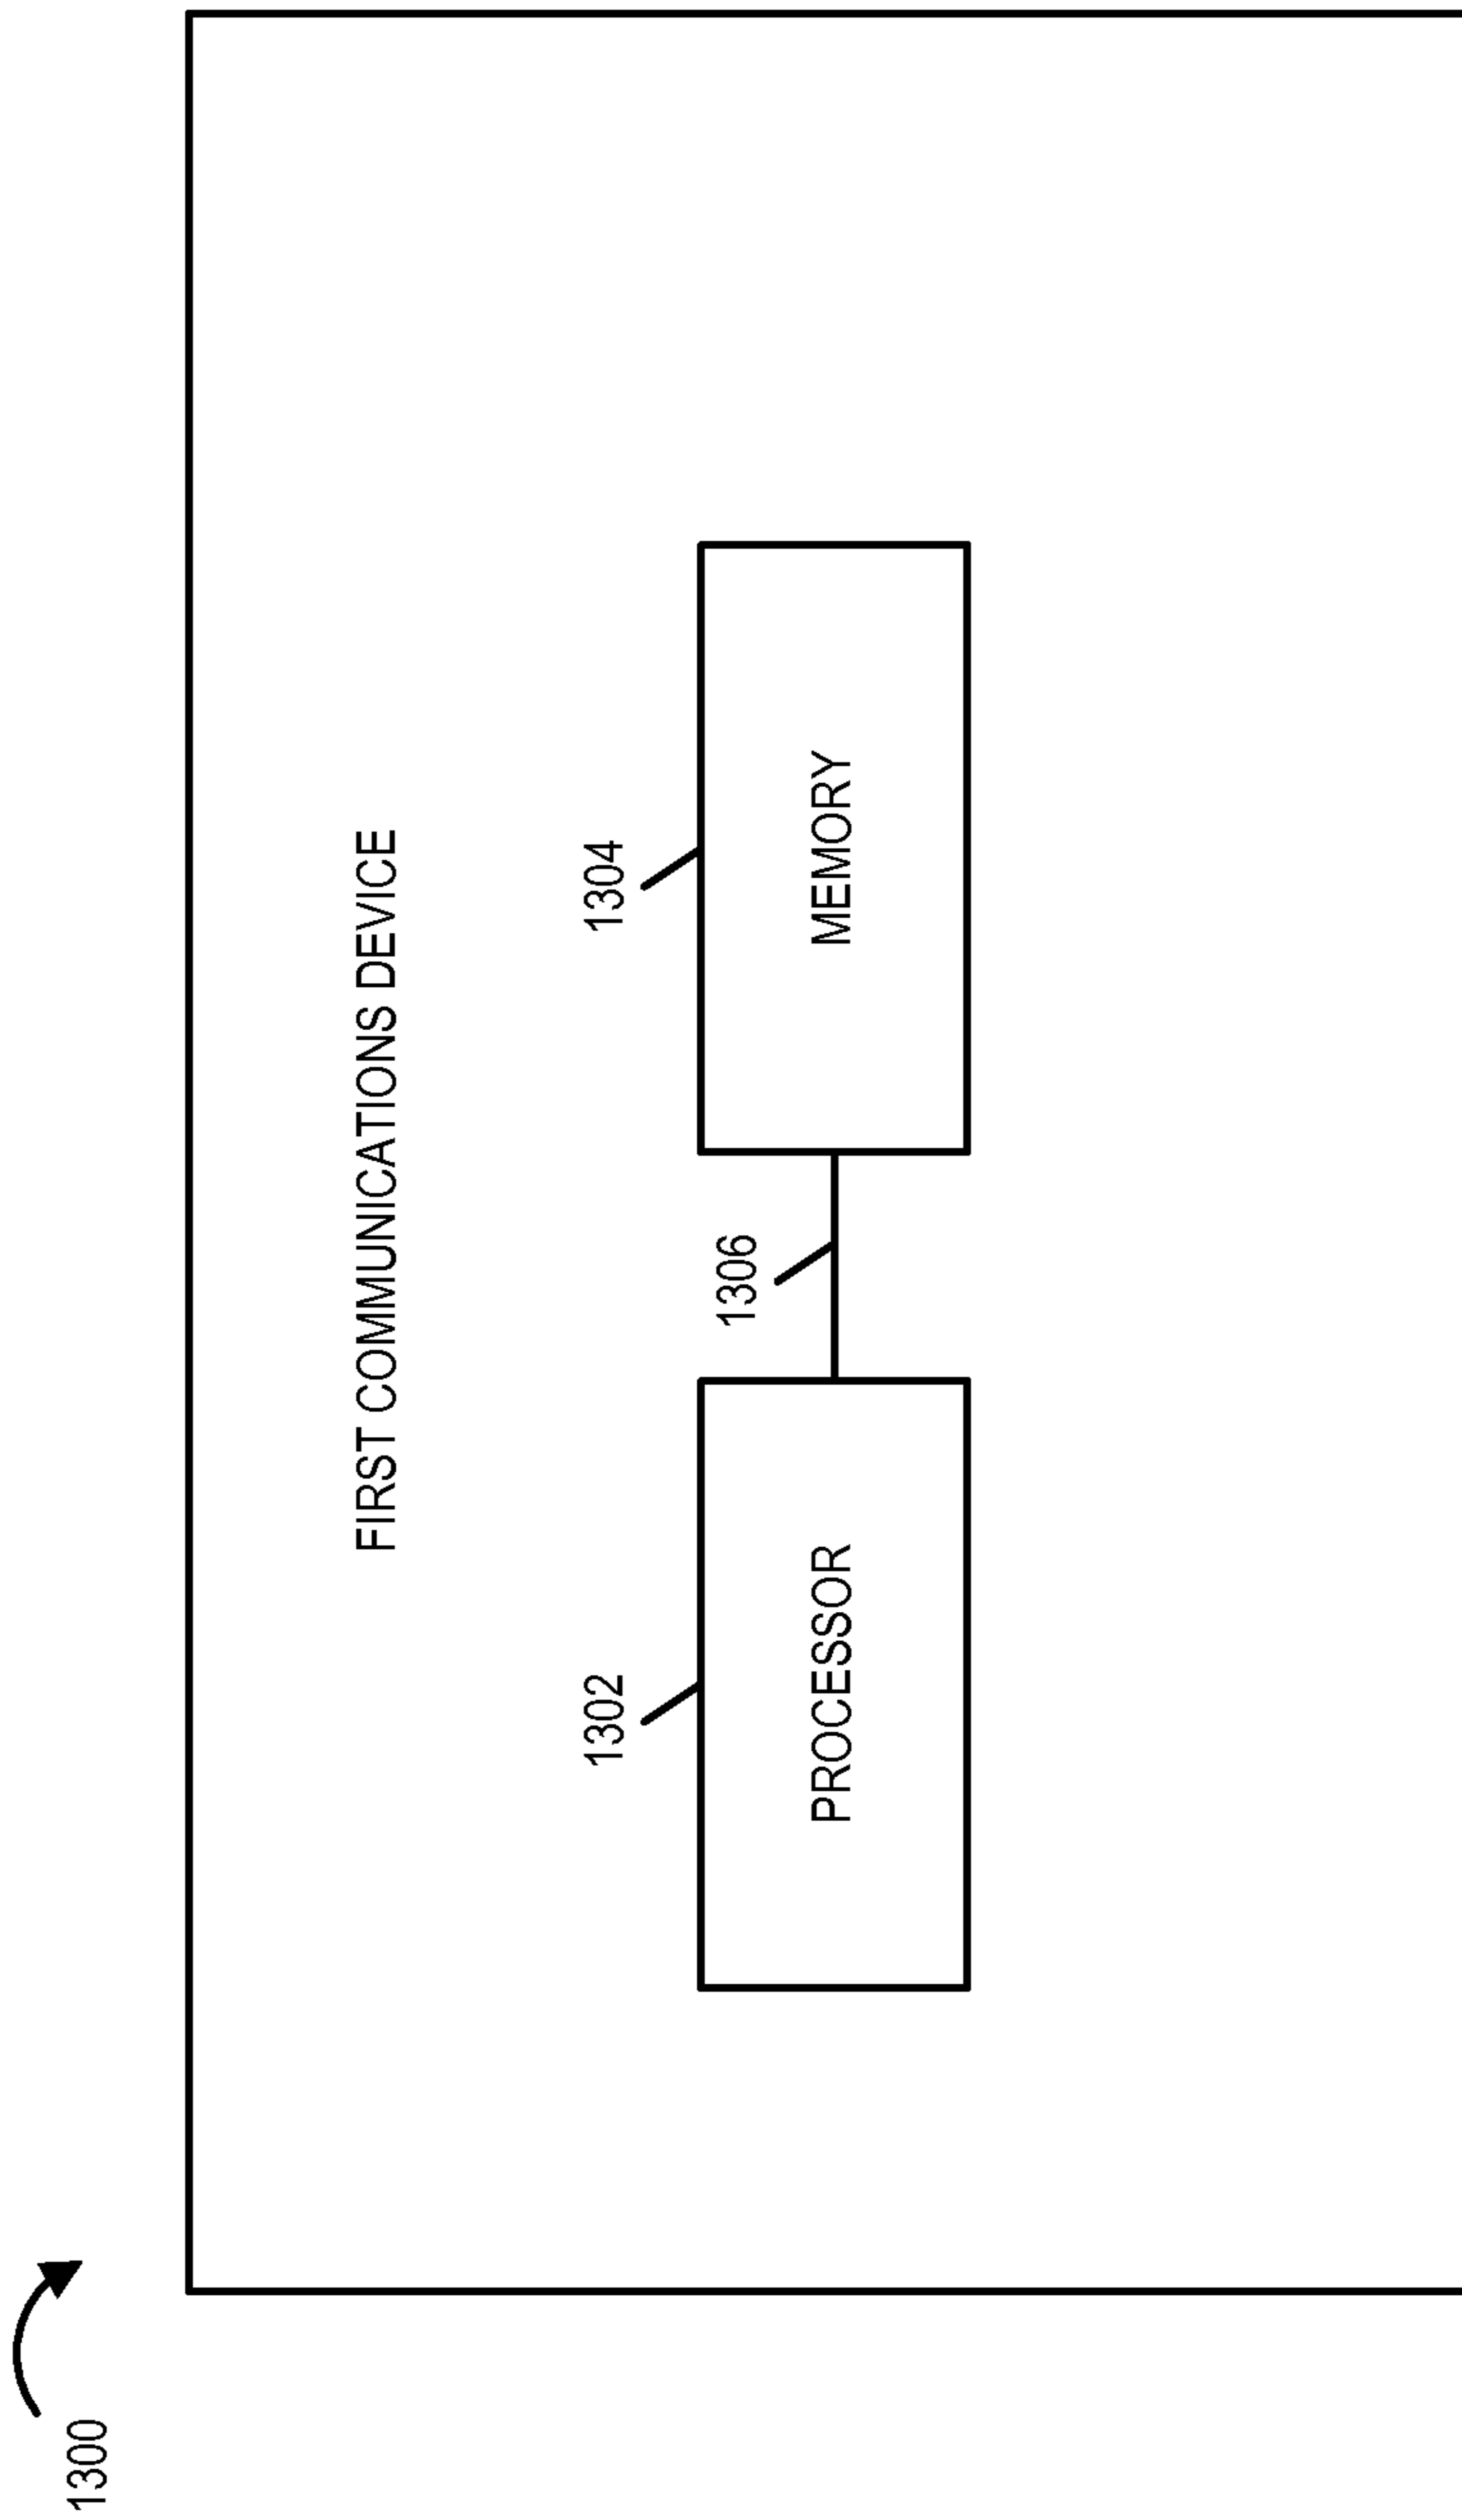 1300
FIRST COMMUNICATIONS DEVICE
1302
1304
1306
PROCESSOR
MEMORY